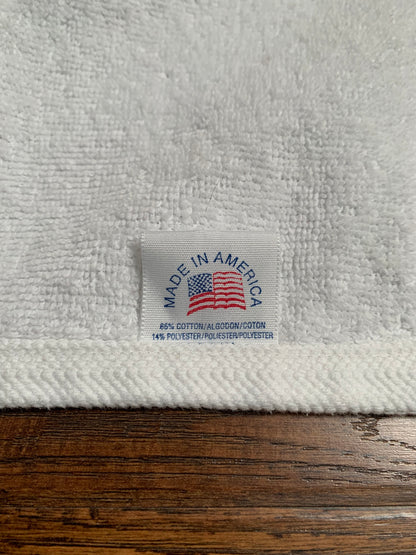 MADE IN AMERICA
86% COTTON/ALGODON/COTON
14% POLYESTER/POLIESTER/POLYESTER